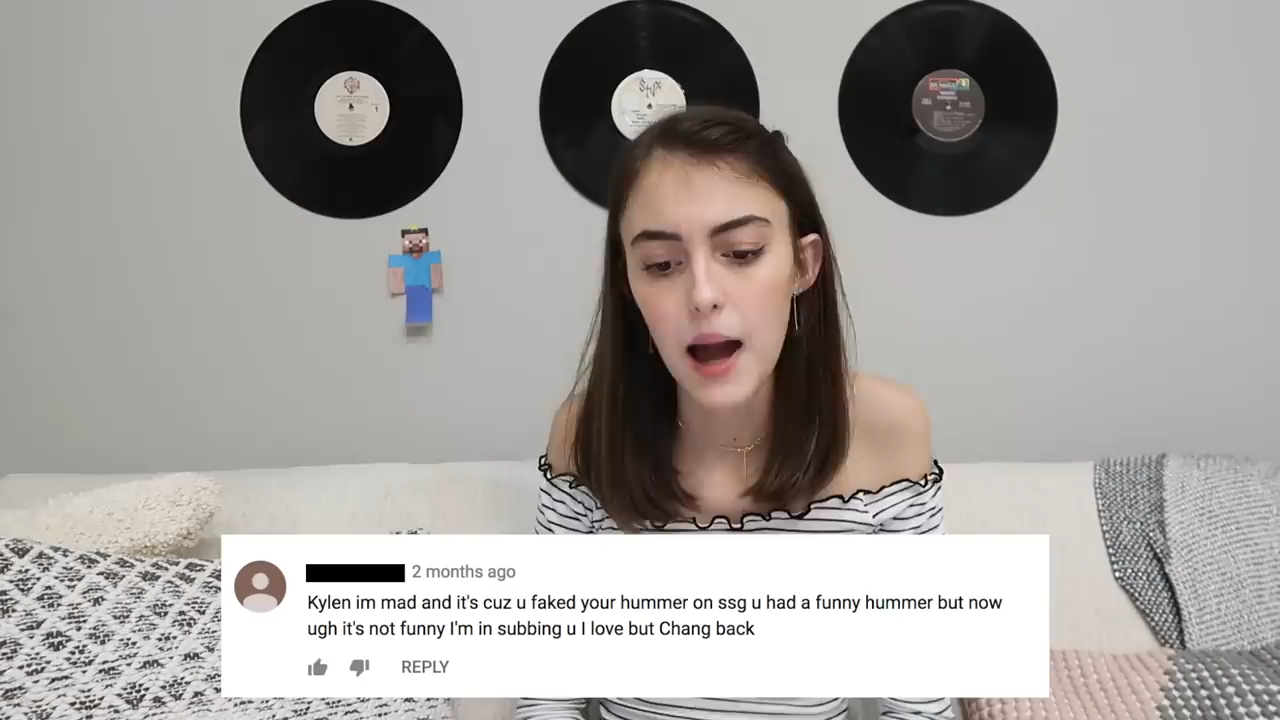 Styx
2 months ago
Kylen im mad and it's cuz u faked your hummer on ssg u had a funny hummer but now
ugh it's not funny I'm in subbing u I love but Chang back
REPLY